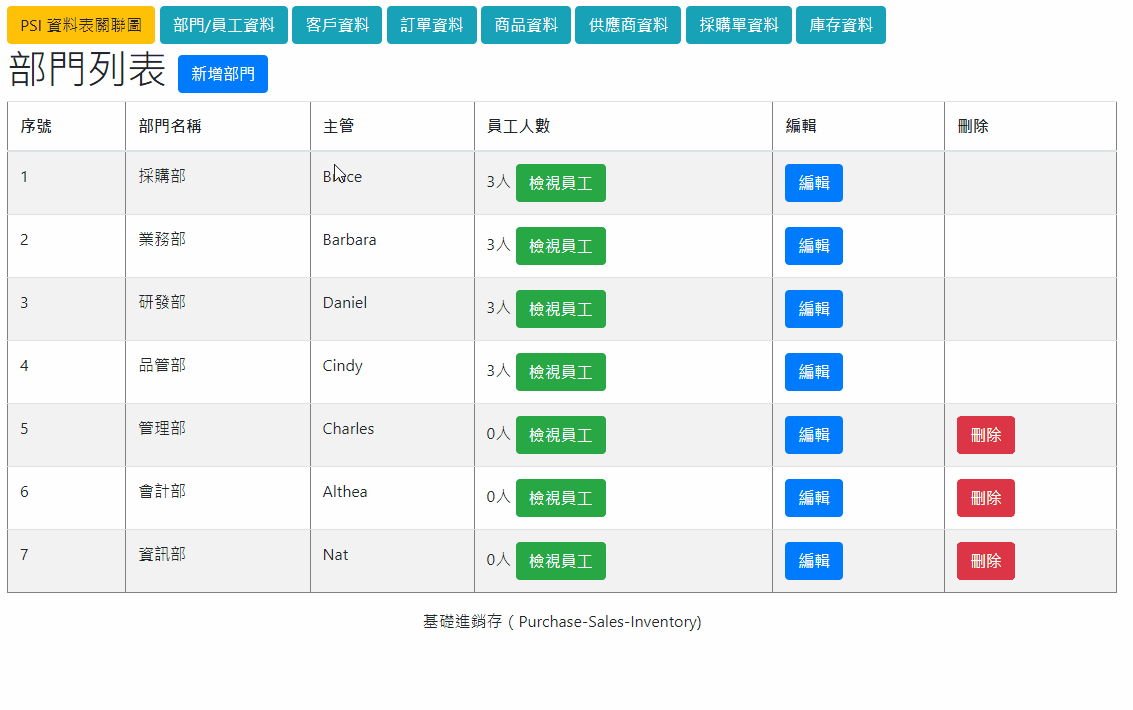 PSI 資料表關聯圖 部門/員工資料 客戶資料 訂單資料 商品資料 供應商資料 採購單資料 庫存資料
部門列表 新增部門
序號 部門名稱 主管 員工人數 編輯 刪除
1 採購部 Bruce 3人 檢視員工 編輯
2 業務部 Barbara 3人 檢視員工 編輯
3 研發部 Daniel 3人 檢視員工 編輯
4 品管部 Cindy 3人 檢視員工 編輯
5 管理部 Charles 0人 檢視員工 編輯 刪除
6 會計部 Althea 0人 檢視員工 編輯 刪除
7 資訊部 Nat 0人 檢視員工 編輯 刪除
基礎進銷存 ( Purchase-Sales-Inventory)